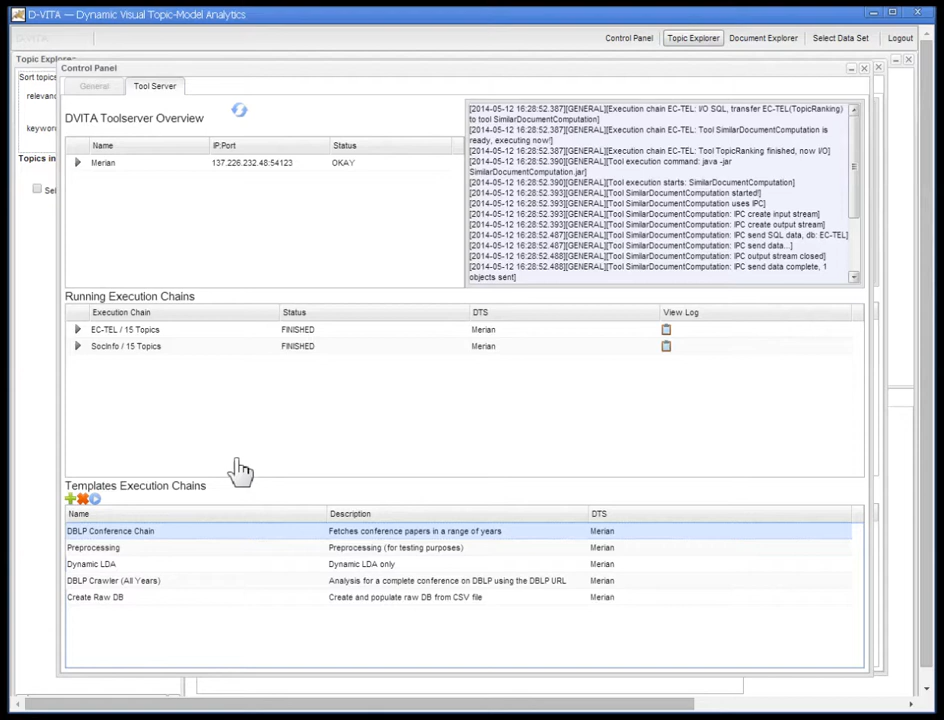 D-VITA — Dynamic Visual Topic-Model Analytics
D-VITA
Control Panel
Topic Explorer
Document Explorer
Select Data Set
Logout
Topic Explorer
Sort topics
relevan
keywor
Topics in
Sel
Control Panel
General
Tool Server
DVITA Toolserver Overview
Name IP:Port Status
Merian 137.226.232.48:54123 OKAY
[2014-05-12 16:28:52.387][GENERAL][Execution chain EC-TEL: I/O SQL, transfer EC-TEL(TopicRanking)
to tool SimilarDocumentComputation]
[2014-05-12 16:28:52.387][GENERAL][Execution chain EC-TEL: Tool SimilarDocumentComputation is
ready, executing now!]
[2014-05-12 16:28:52.387][GENERAL][Execution chain EC-TEL: Tool TopicRanking finished, now I/O]
[2014-05-12 16:28:52.390][GENERAL][Tool execution command: java -jar
SimilarDocumentComputation.jar]
[2014-05-12 16:28:52.390][GENERAL][Tool execution starts: SimilarDocumentComputation]
[2014-05-12 16:28:52.393][GENERAL][Tool SimilarDocumentComputation started!]
[2014-05-12 16:28:52.393][GENERAL][Tool SimilarDocumentComputation uses IPC]
[2014-05-12 16:28:52.393][GENERAL][Tool SimilarDocumentComputation: IPC create input stream]
[2014-05-12 16:28:52.393][GENERAL][Tool SimilarDocumentComputation: IPC create output stream]
[2014-05-12 16:28:52.487][GENERAL][Tool SimilarDocumentComputation: IPC send SQL data, db: EC-TEL]
[2014-05-12 16:28:52.487][GENERAL][Tool SimilarDocumentComputation: IPC send data...]
[2014-05-12 16:28:52.488][GENERAL][Tool SimilarDocumentComputation: IPC output stream closed]
[2014-05-12 16:28:52.488][GENERAL][Tool SimilarDocumentComputation: IPC send data complete, 1
objects sent]
Running Execution Chains
Execution Chain Status DTS View Log
EC-TEL / 15 Topics FINISHED Merian
SocInfo / 15 Topics FINISHED Merian
Templates Execution Chains
Name Description DTS
DBLP Conference Chain Fetches conference papers in a range of years Merian
Preprocessing Preprocessing (for testing purposes) Merian
Dynamic LDA Dynamic LDA only Merian
DBLP Crawler (All Years) Analysis for a complete conference on DBLP using the DBLP URL Merian
Create Raw DB Create and populate raw DB from CSV file Merian